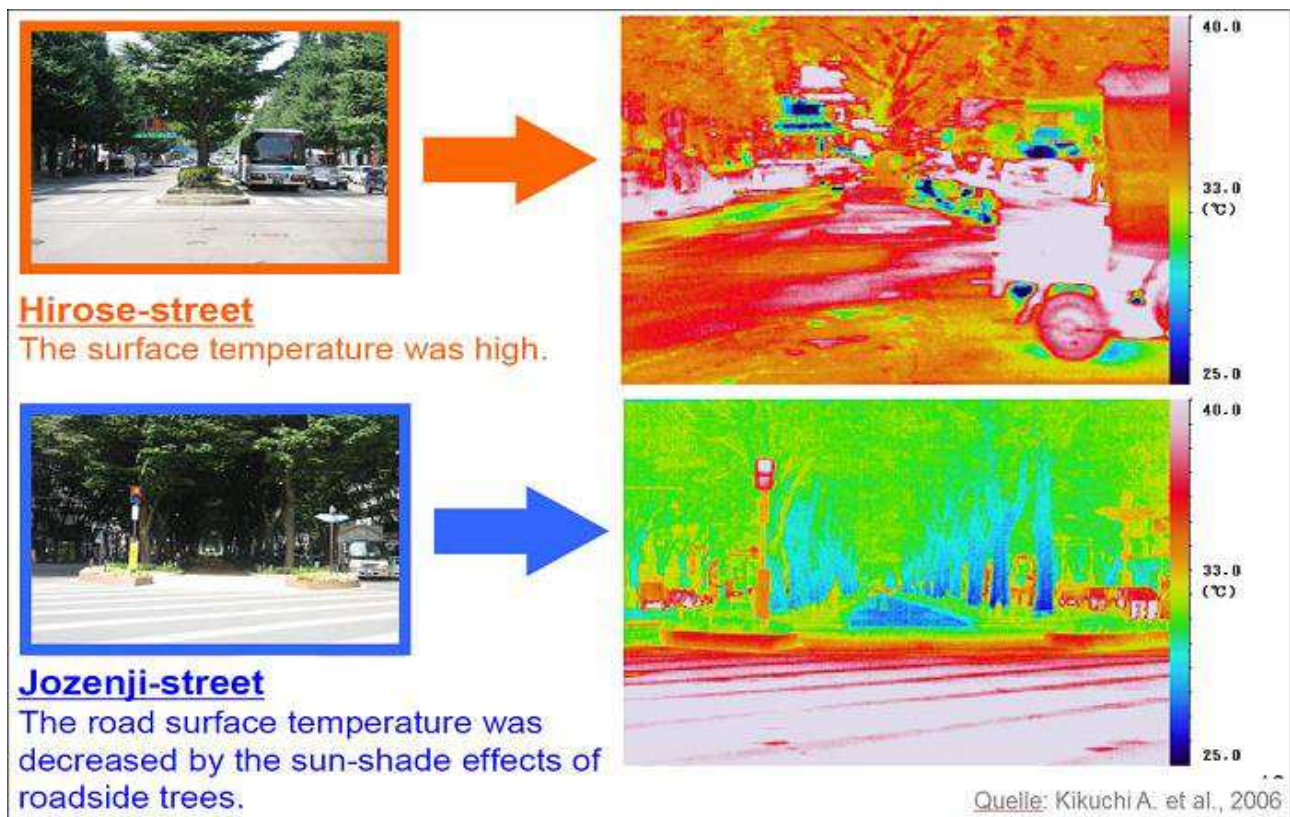 40.0
33.0
(℃)
25.0
Hirose-street
The surface temperature was high.
40.0
33.0
(℃)
25.0
Jozenji-street
The road surface temperature was
decreased by the sun-shade effects of
roadside trees.
Quelle: Kikuchi A. et al., 2006